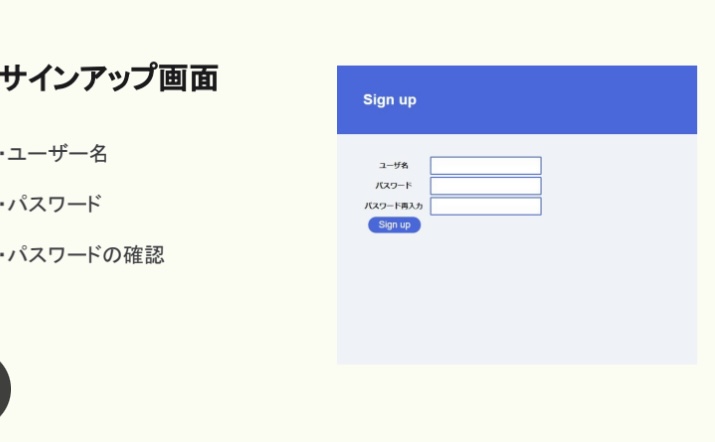 サインアップ画面
・ユーザー名
・パスワード
・パスワードの確認
Sign up
ユーザ名
パスワード
パスワード再入力
Sign up